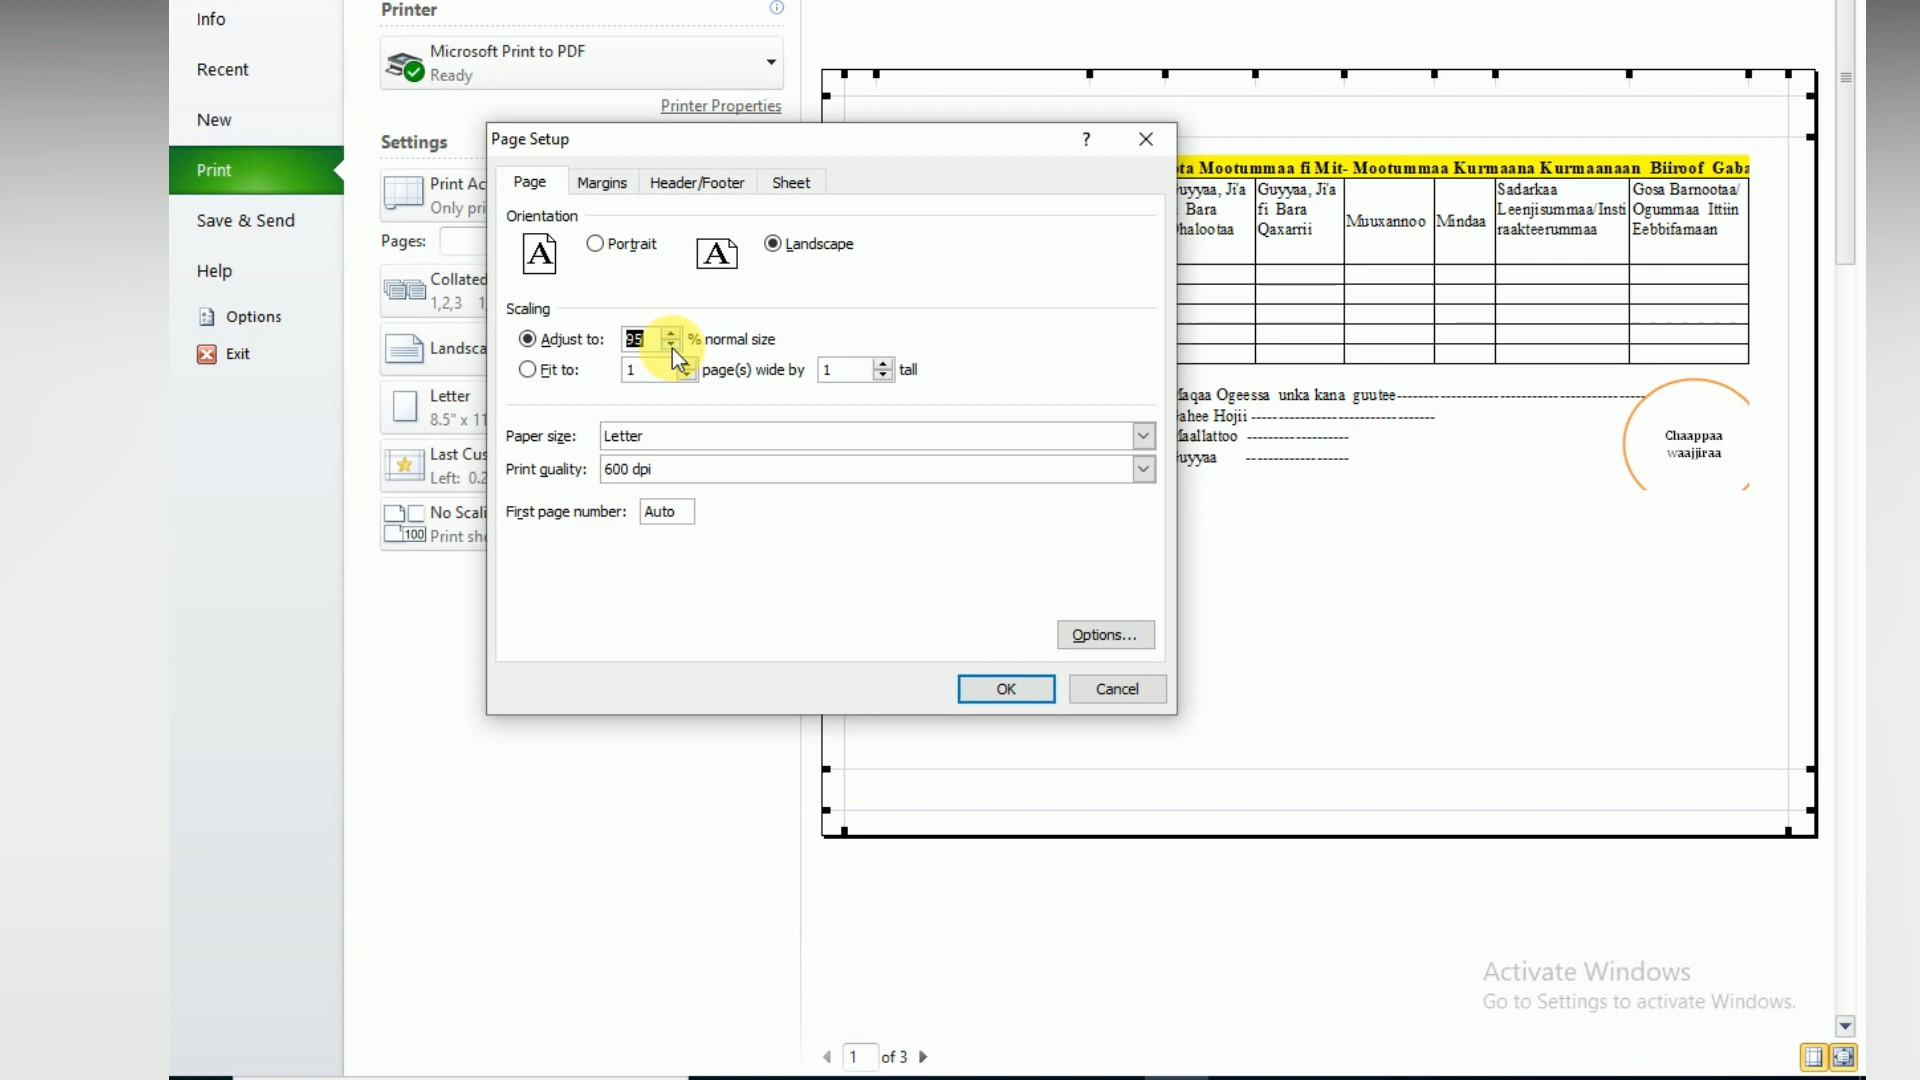 Info
Recent
New
Print
Save & Send
Help
Options
Exit
Printer
Microsoft Print to PDF
Ready
Printer Properties
Settings
Print Ac
Only pri
Pages:
Collated
1,2,3
Landsca
Letter
8.5" x 11
Last Cus
Left: 0.2
No Scali
100 Print she
Page Setup
?
Page Margins Header/Footer Sheet
Orientation
A Portrait A Landscape
Scaling
Adjust to: 95 % normal size
Fit to: 1 page(s) wide by 1 tall
Paper size: Letter
Print quality: 600 dpi
First page number: Auto
Options...
OK Cancel
Mootummaa fi Mit- Mootummaa Kurmaana Kurmaanaan Biiroof Gaba
Ji'a
Bara
Guyyaa, Ji'a
fi Bara
Qaxarrii
Muuxannoo
Mindaa
Sadarkaa
Leenjisummaa/Insti
raakteerummaa
Gosa Barnootaa/
Ogummaa Ittiin
Eebbifamaan
Maqaa Ogeessa unka kana guutee-----------------------------------------------
ahee Hojii -----------------------------------
Maallattoo --------------------
uyyaa --------------------
Chaappaa
waajjiraa
Activate Windows
Go to Settings to activate Windows.
1 of 3